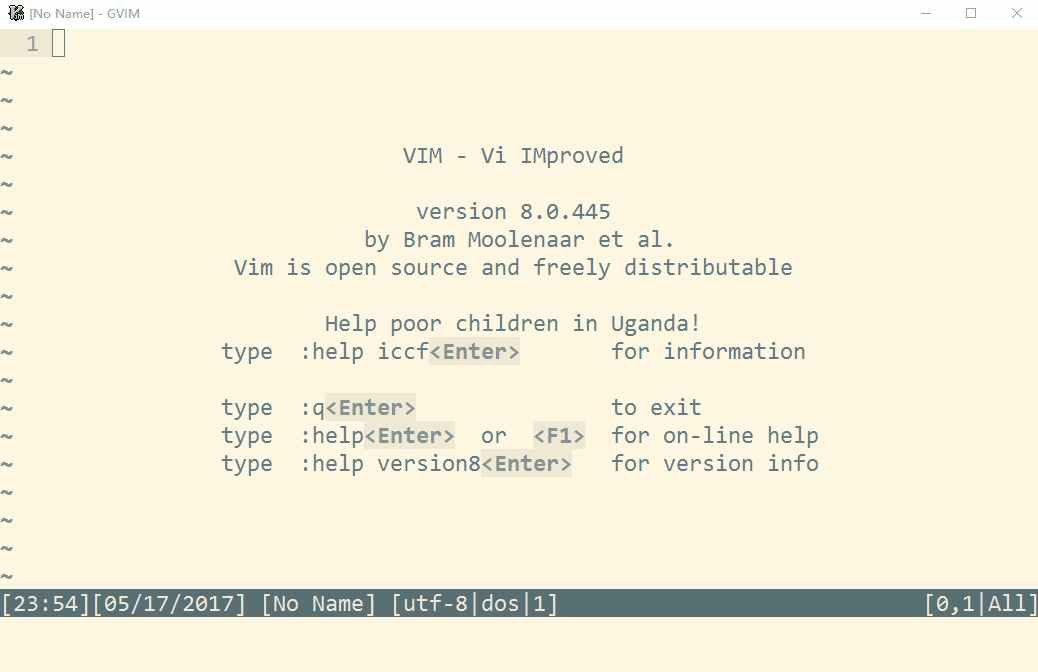 [No Name] - GVIM
1
~
~
~
~
VIM - Vi IMproved
~
~
version 8.0.445
~
by Bram Moolenaar et al.
~
Vim is open source and freely distributable
~
~
Help poor children in Uganda!
~
type :help iccf<Enter> for information
~
~
type :q<Enter> to exit
~
type :help<Enter> or <F1> for on-line help
~
type :help version8<Enter> for version info
~
~
~
~
[23:54][05/17/2017] [No Name] [utf-8|dos|1] [0,1|All]